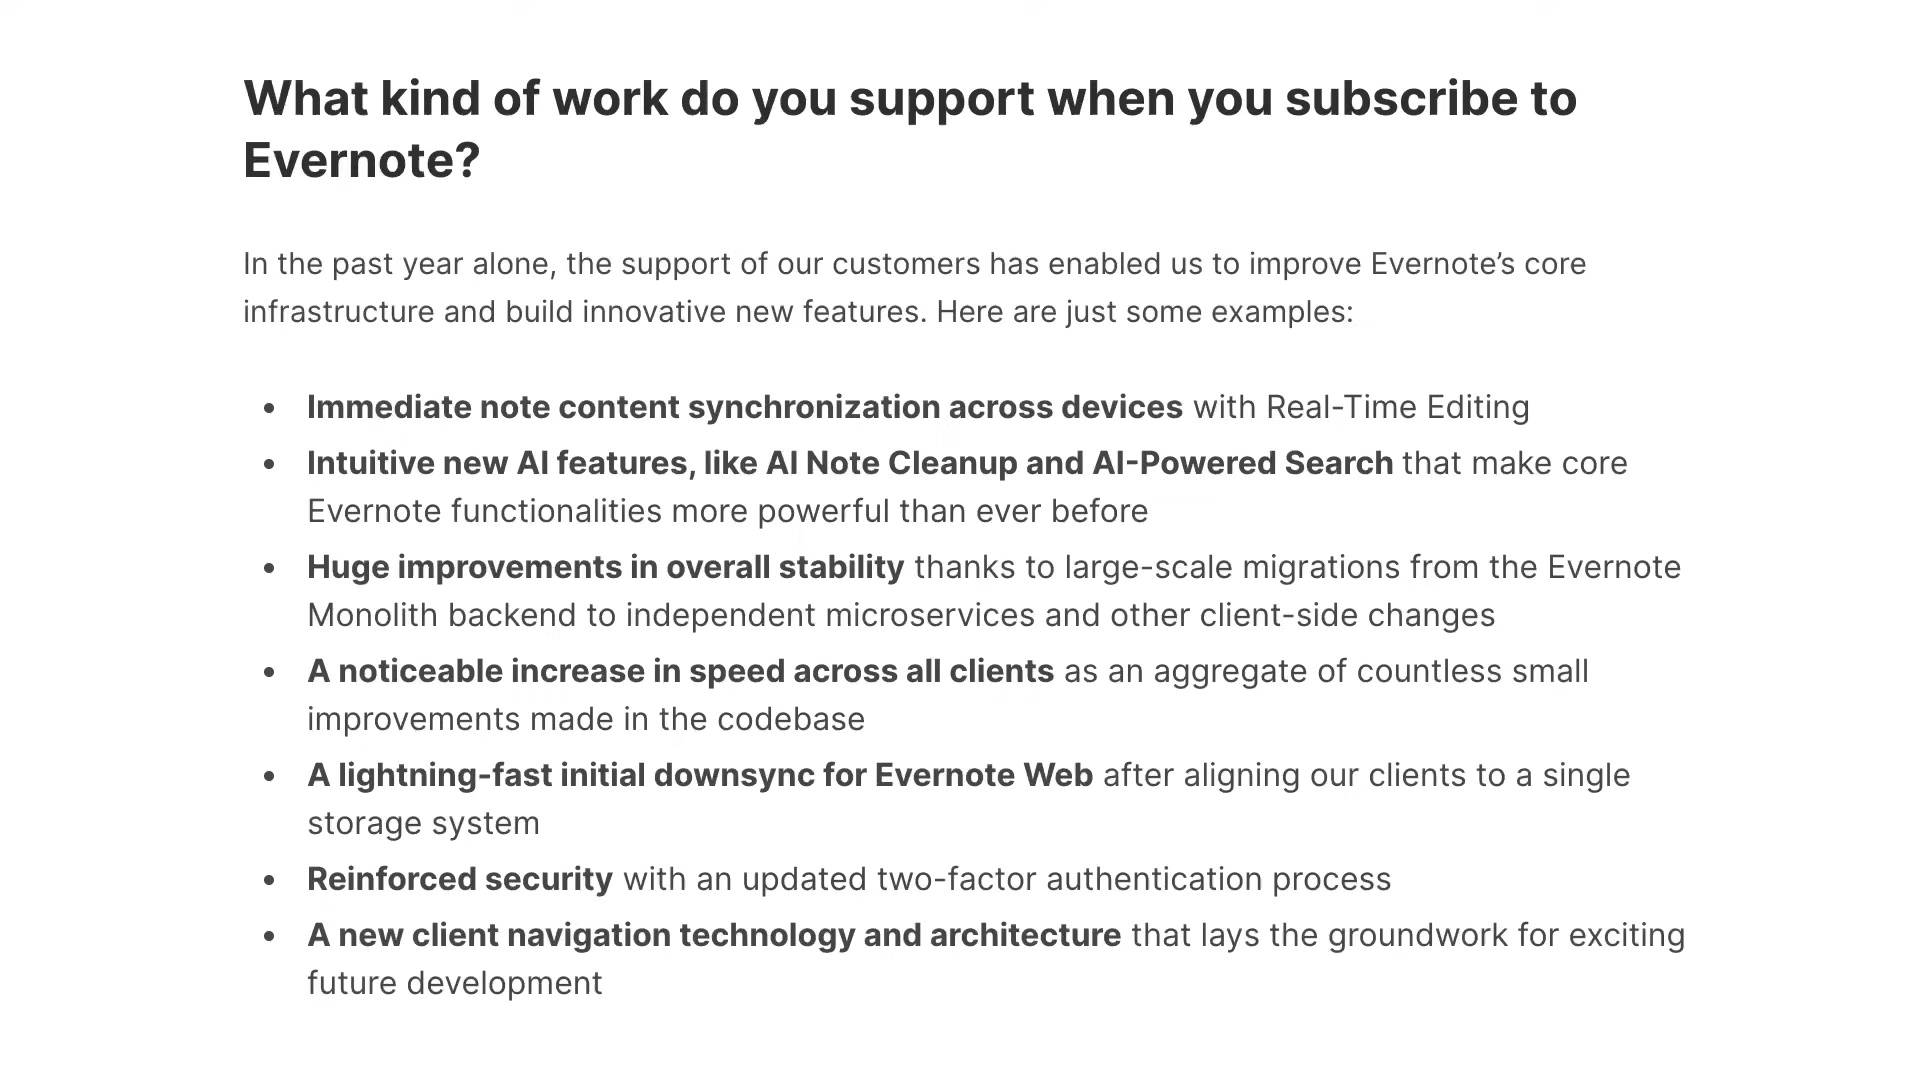 What kind of work do you support when you subscribe to
Evernote?
In the past year alone, the support of our customers has enabled us to improve Evernote’s core
infrastructure and build innovative new features. Here are just some examples:
• Immediate note content synchronization across devices with Real-Time Editing
• Intuitive new AI features, like AI Note Cleanup and AI-Powered Search that make core
Evernote functionalities more powerful than ever before
• Huge improvements in overall stability thanks to large-scale migrations from the Evernote
Monolith backend to independent microservices and other client-side changes
• A noticeable increase in speed across all clients as an aggregate of countless small
improvements made in the codebase
• A lightning-fast initial downsync for Evernote Web after aligning our clients to a single
storage system
• Reinforced security with an updated two-factor authentication process
• A new client navigation technology and architecture that lays the groundwork for exciting
future development